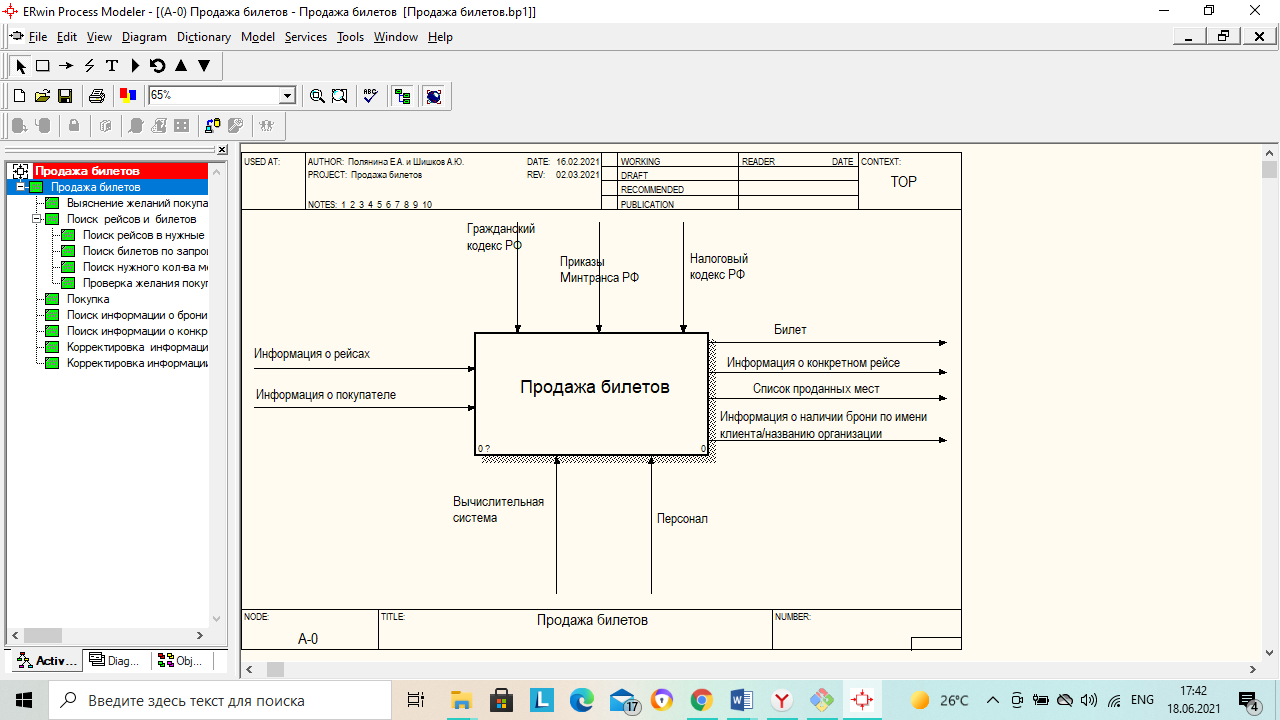 ERwin Process Modeler - [(A-0) Продажа билетов - Продажа билетов [Продажа билетов.bp1]]
File Edit View Diagram Dictionary Model Services Tools Window Help
65%
Продажа билетов
Продажа билетов
Выяснение желаний покупа
Поиск рейсов и билетов
Поиск рейсов в нужные
Поиск билетов по запро
Поиск нужного кол-ва ме
Проверка желания покуп
Покупка
Поиск информации о брони
Поиск информации о конкр
Корректировка информаци
Корректировка информации
Activ... Diag... Obj...
USED AT: AUTHOR: Полянина Е.А. и Шишков А.Ю. DATE: 16.02.2021 WORKING READER DATE CONTEXT:
PROJECT: Продажа билетов REV: 02.03.2021 DRAFT TOP
RECOMMENDED
NOTES: 1 2 3 4 5 6 7 8 9 10 PUBLICATION
Гражданский
кодекс РФ
Приказы
Минтранса РФ
Налоговый
кодекс РФ
Информация о рейсах
Информация о покупателе
Продажа билетов
0 ? 0
Билет
Информация о конкретном рейсе
Список проданных мест
Информация о наличии брони по имени
клиента/названию организации
Вычислительная
система
Персонал
NODE: TITLE: NUMBER:
A-0 Продажа билетов
Введите здесь текст для поиска
17
26°C
ENG
17:42
18.06.2021
4